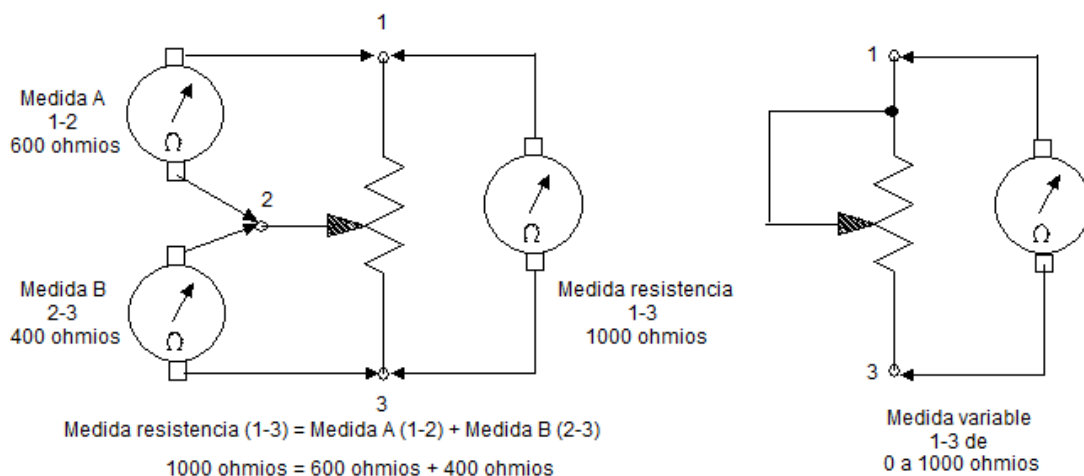 1
Medida A
1-2
600 ohmios
Ω
2
Medida B
2-3
400 ohmios
Ω
Ω
Medida resistencia
1-3
1000 ohmios
3
Medida resistencia (1-3) = Medida A (1-2) + Medida B (2-3)
1000 ohmios = 600 ohmios + 400 ohmios
1
Ω
3
Medida variable
1-3 de
0 a 1000 ohmios